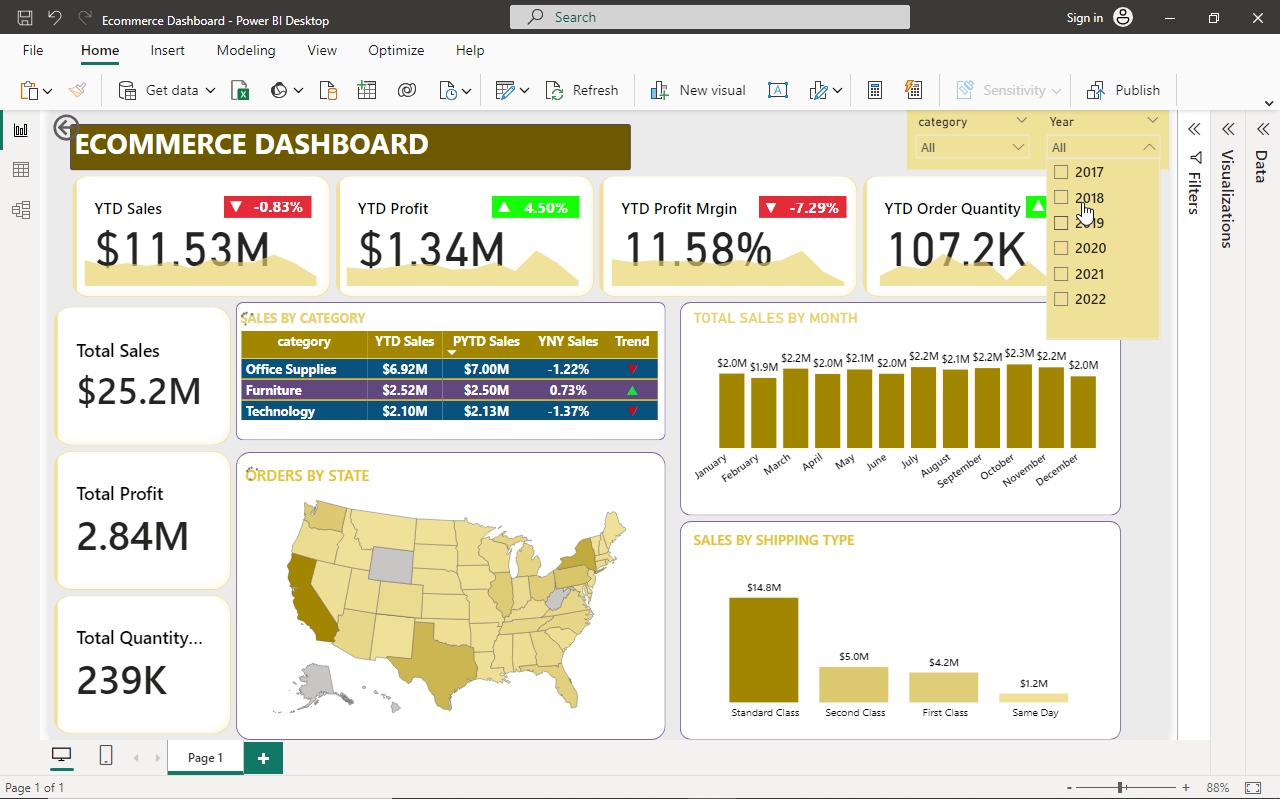 Ecommerce Dashboard - Power BI Desktop
Search
Sign in
File Home Insert Modeling View Optimize Help
Get data
Refresh
New visual
Sensitivity
Publish
ECOMMERCE DASHBOARD
category
All
Year
All
2017
2018
2019
2020
2021
2022
Filters
Visualizations
Data
YTD Sales
-0.83%
$11.53M
YTD Profit
4.50%
$1.34M
YTD Profit Mrgin
-7.29%
11.58%
YTD Order Quantity
107.2K
Total Sales
$25.2M
Total Profit
2.84M
Total Quantity...
239K
SALES BY CATEGORY
category YTD Sales PYTD Sales YNY Sales Trend
Office Supplies $6.92M $7.00M -1.22%
Furniture $2.52M $2.50M 0.73%
Technology $2.10M $2.13M -1.37%
TOTAL SALES BY MONTH
$2.0M $1.9M $2.2M $2.0M $2.1M $2.0M $2.2M $2.1M $2.2M $2.3M $2.2M $2.0M
January February March April May June July August September October November December
ORDERS BY STATE
SALES BY SHIPPING TYPE
$14.8M
$5.0M
$4.2M
$1.2M
Standard Class Second Class First Class Same Day
Page 1
Page 1 of 1
- + 88%